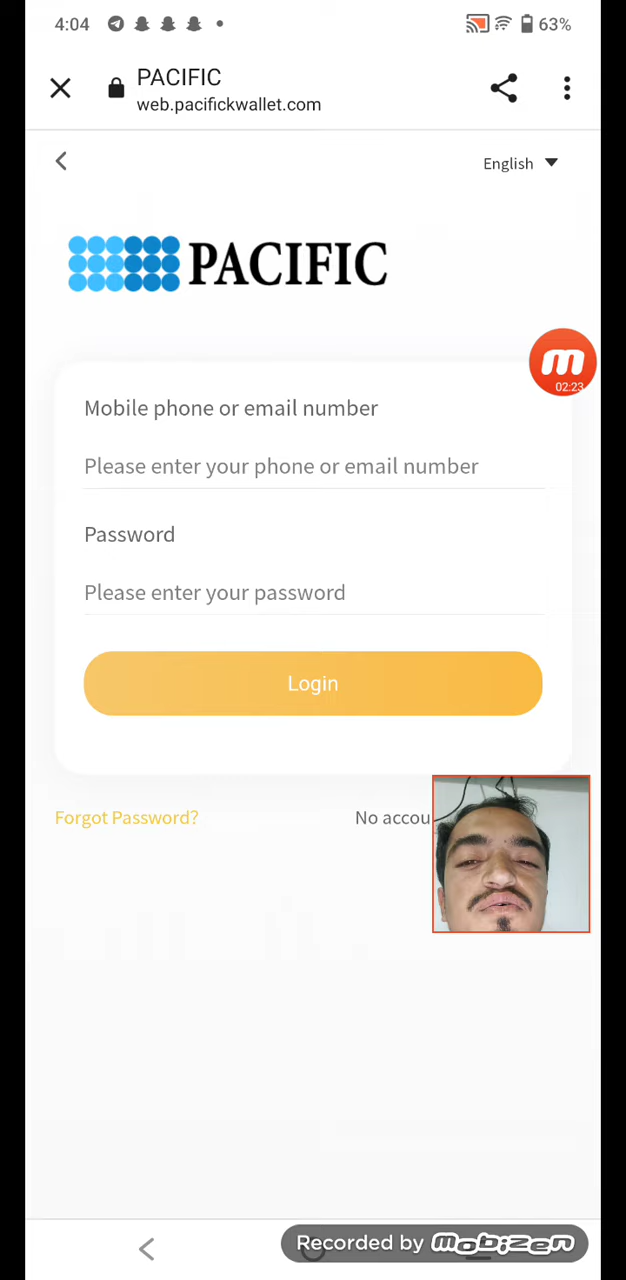 4:04
63%
PACIFIC
web.pacifickwallet.com
English
PACIFIC
m
02:23
Mobile phone or email number
Please enter your phone or email number
Password
Please enter your password
Login
Forgot Password?
No accou
Recorded by mobizen